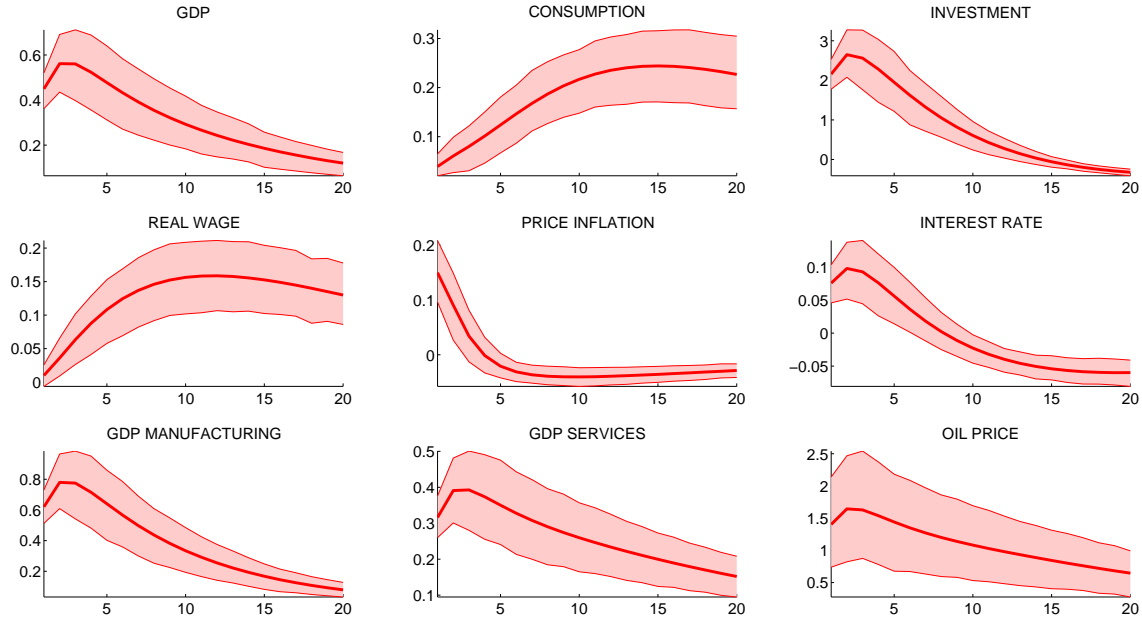 GDP
0.6
0.4
0.2
5 10 15 20
CONSUMPTION
0.3
0.2
0.1
5 10 15 20
INVESTMENT
3
2
1
0
5 10 15 20
REAL WAGE
0.2
0.15
0.1
0.05
0
5 10 15 20
PRICE INFLATION
0.2
0.1
0
5 10 15 20
INTEREST RATE
0.1
0.05
0
−0.05
5 10 15 20
GDP MANUFACTURING
0.8
0.6
0.4
0.2
5 10 15 20
GDP SERVICES
0.5
0.4
0.3
0.2
0.1
5 10 15 20
OIL PRICE
2.5
2
1.5
1
0.5
5 10 15 20